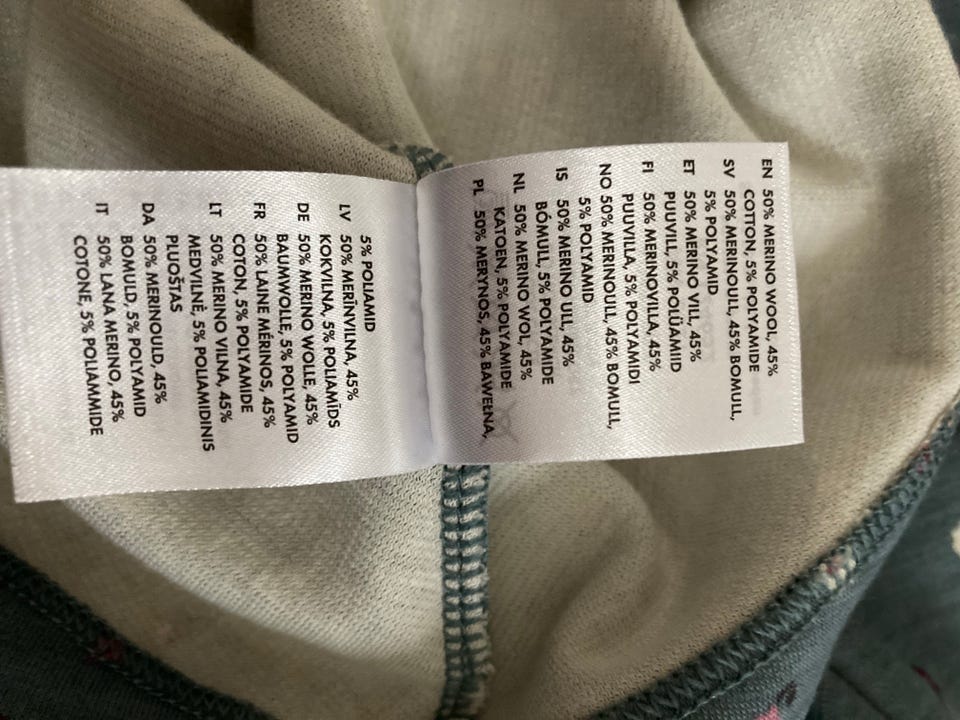 EN 50% MERINO WOOL, 45%
COTTON, 5% POLYAMIDE
SV 50% MERINOULL, 45% BOMULL,
5% POLYAMID
ET 50% MERINO VILL, 45%
PUUVILL, 5% POLÜAMIID
FI 50% MERINOVILLA, 45%
PUUVILLA, 5% POLYAMIDI
NO 50% MERINOULL, 45% BOMULL,
5% POLYAMID
IS 50% MERINO ULL, 45%
BÓMULL, 5% POLYAMIDE
NL 50% MERINO WOL, 45%
KATOEN, 5% POLYAMIDE
PL 50% MERYNOS, 45% BAWEŁNA,
5% POLIAMID
LV 50% MERĪNVILNA, 45%
KOKVILNA, 5% POLIAMĪDS
DE 50% MERINO WOLLE, 45%
BAUMWOLLE, 5% POLYAMID
FR 50% LAINE MÉRINOS, 45%
COTON, 5% POLYAMIDE
LT 50% MERINO VILNA, 45%
MEDVILNĖ, 5% POLIAMIDINIS
PLUOŠTAS
DA 50% MERINOULD, 45%
BOMULD, 5% POLYAMID
IT 50% LANA MERINO, 45%
COTONE, 5% POLIAMMIDE